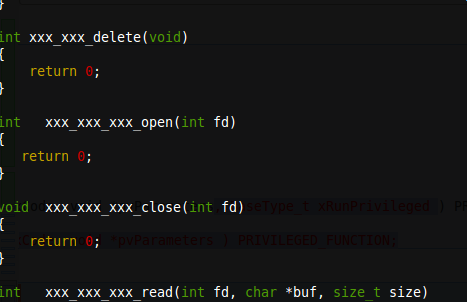 }
int xxx_xxx_delete(void)
{
return 0;
}
int xxx_xxx_xxx_open(int fd)
{
return 0;
}
void xxx_xxx_xxx_close(int fd)
{
return 0;
}
int xxx_xxx_xxx_read(int fd, char *buf, size_t size)